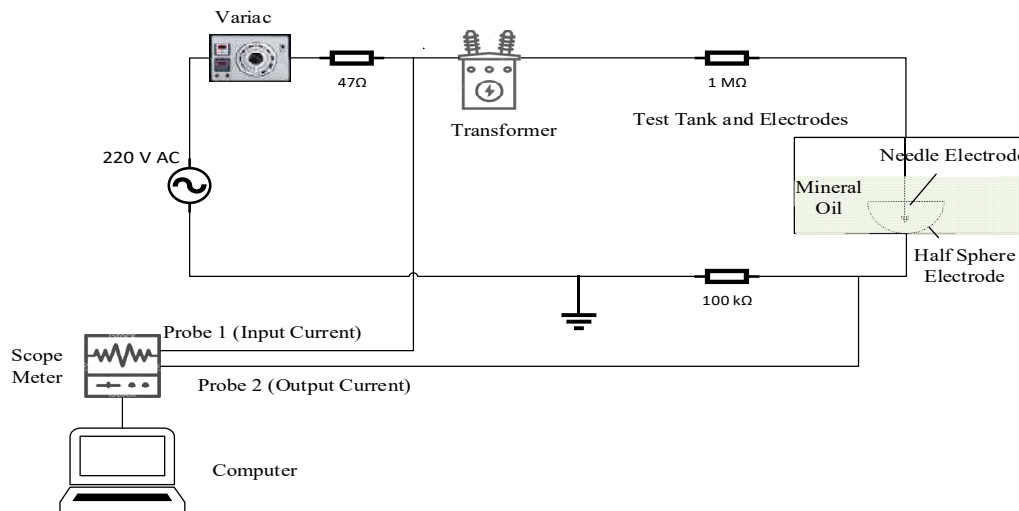 Variac
47Ω
Transformer
1 MΩ
Test Tank and Electrodes
220 V AC
Needle Electrode
Mineral
Oil
Half Sphere
Electrode
100 kΩ
Probe 1 (Input Current)
Scope
Meter
Probe 2 (Output Current)
Computer